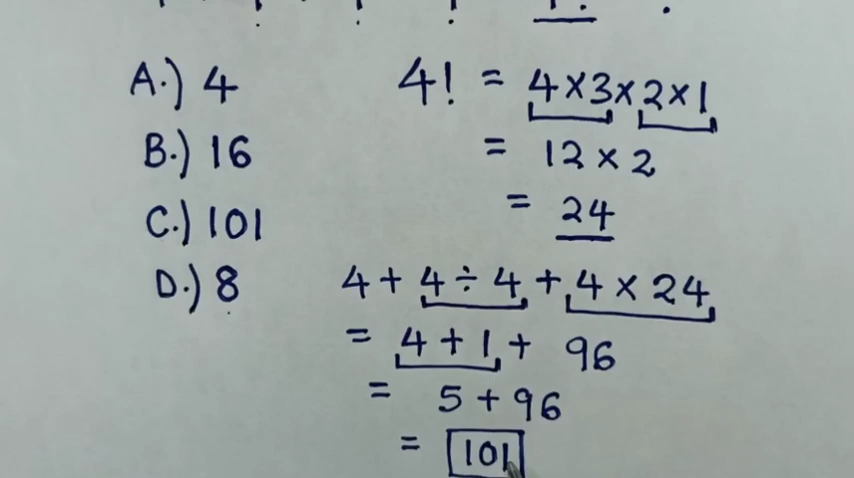 A.) 4
B.) 16
C.) 101
D.) 8
4! = 4×3×2×1
= 12×2
= 24
4 + 4 ÷ 4 + 4 × 24
= 4 + 1 + 96
= 5 + 96
= 101